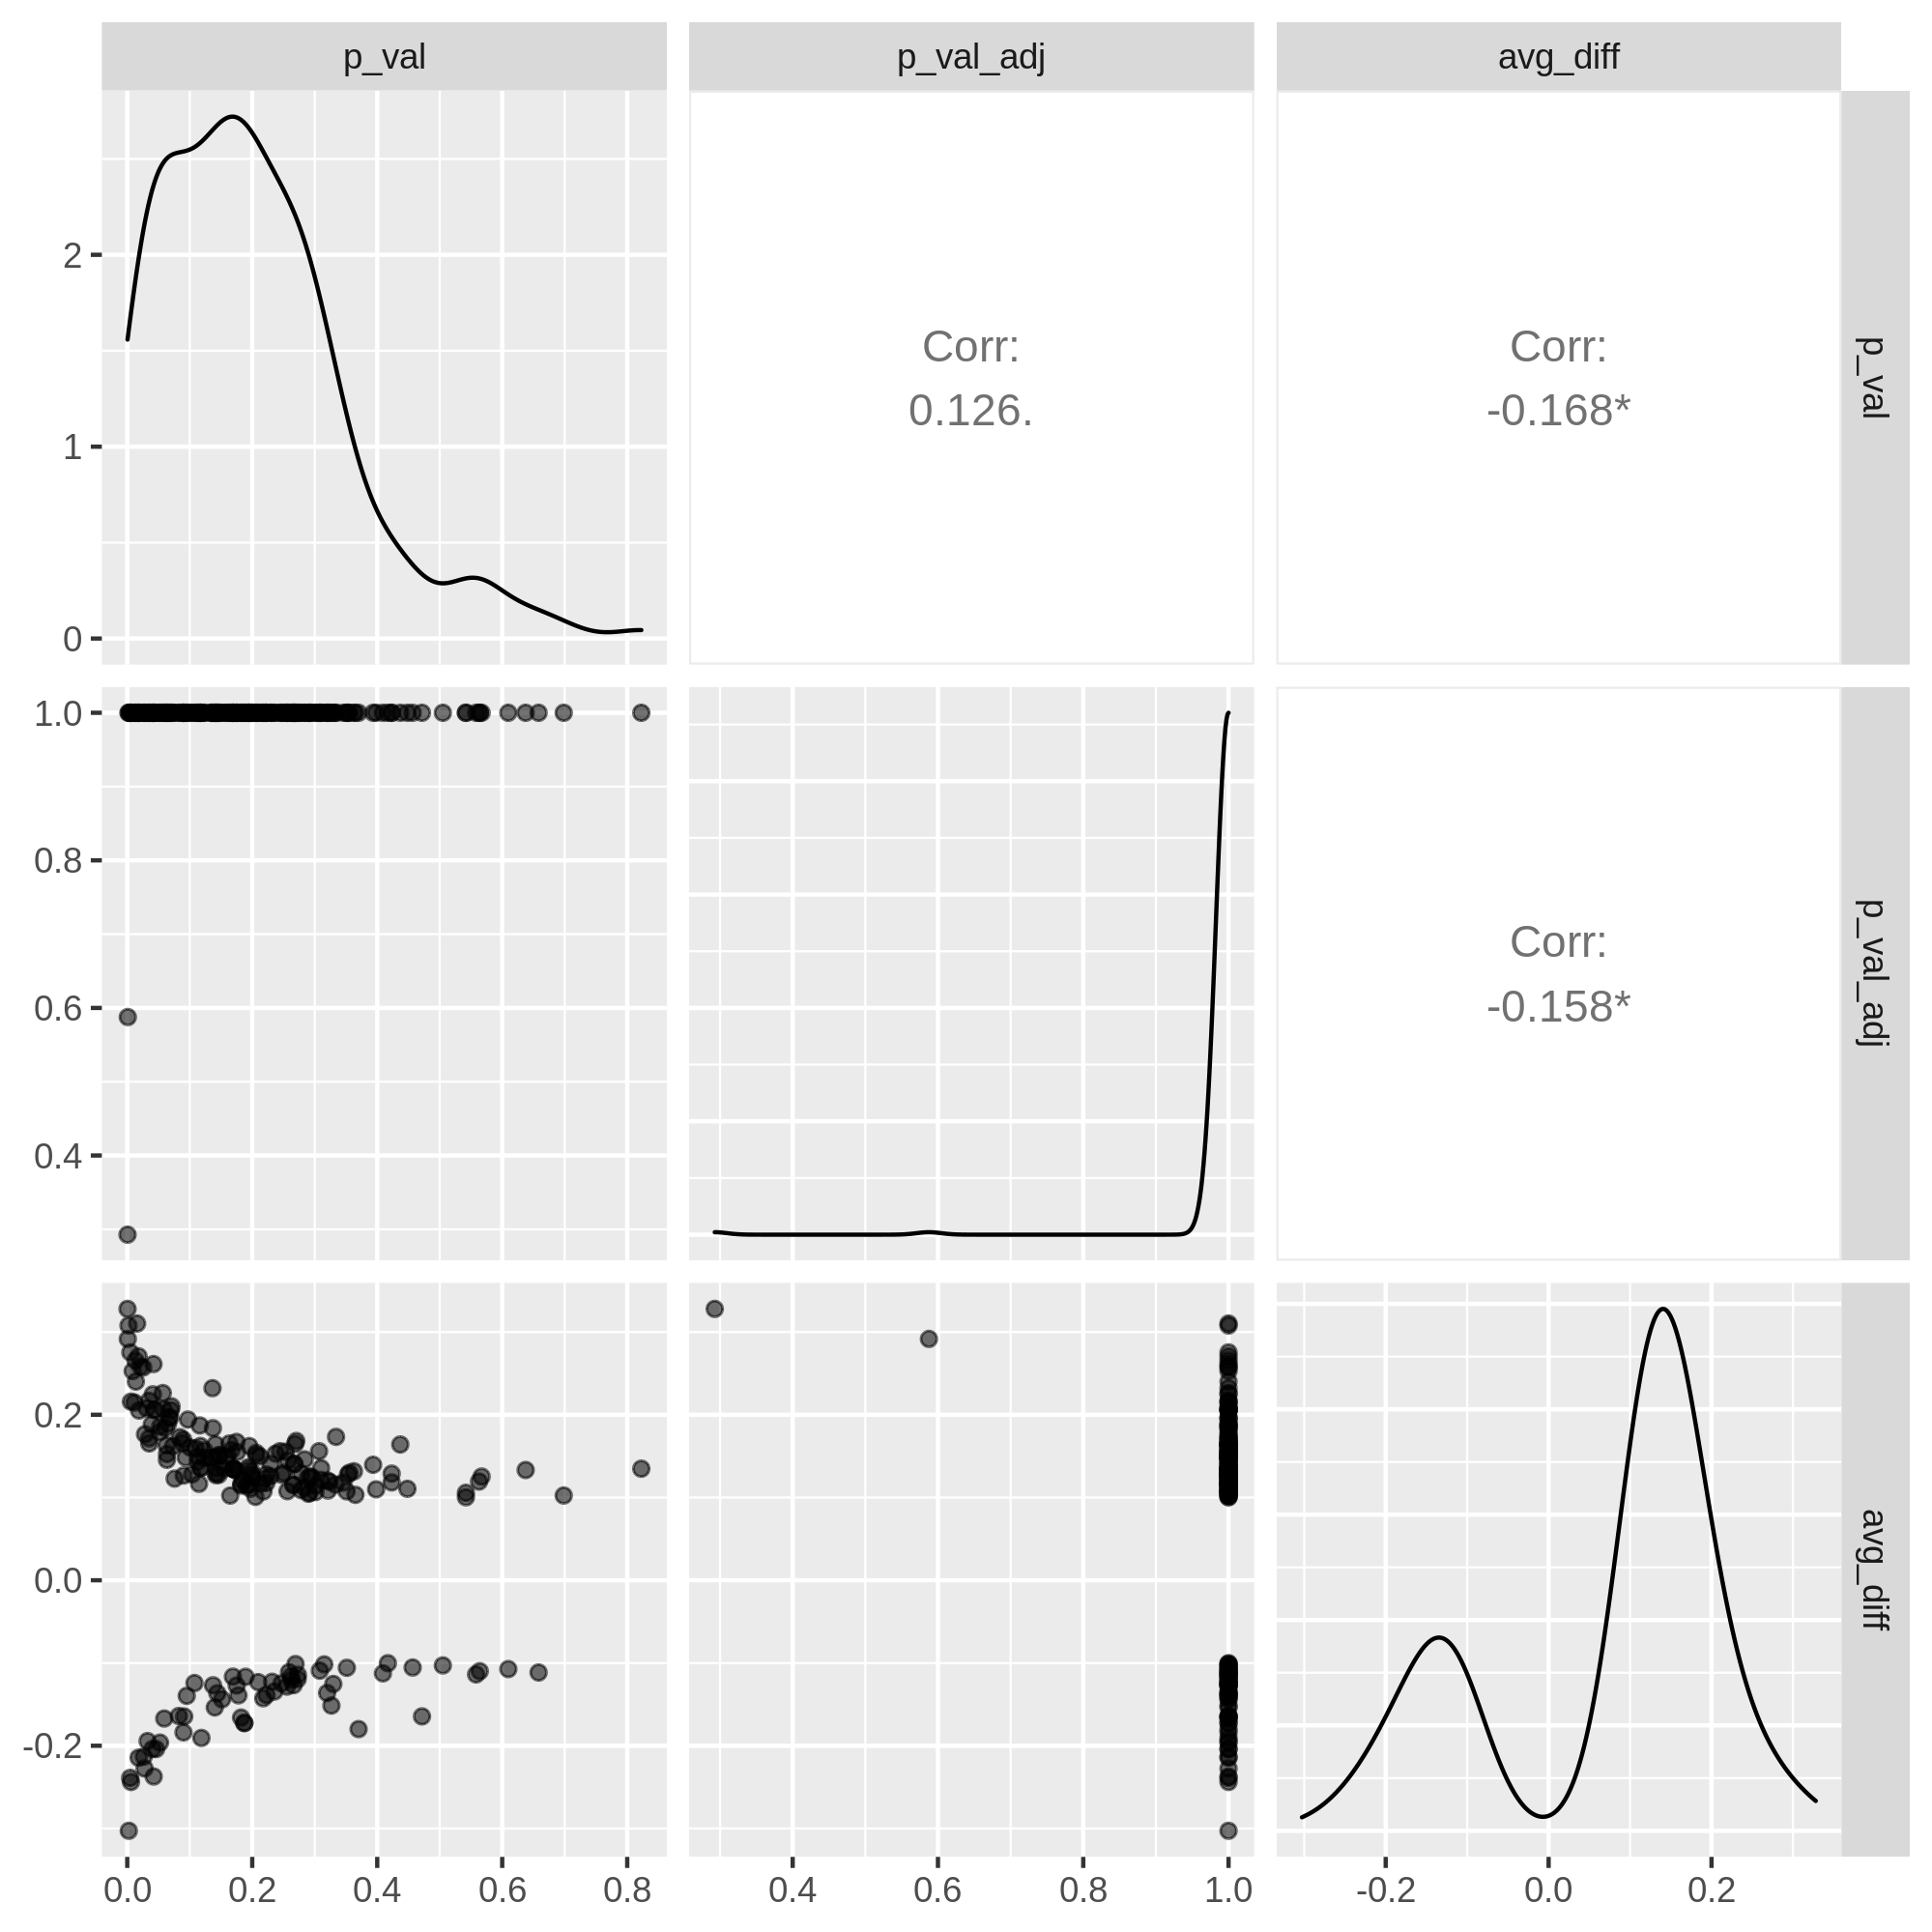 p_val p_val_adj avg_diff
2
1
0
Corr:
0.126.
Corr:
-0.168*
p_val
1.0
0.8
0.6
0.4
Corr:
-0.158*
p_val_adj
0.2
0.0
-0.2
avg_diff
0.0 0.2 0.4 0.6 0.8 0.4 0.6 0.8 1.0 -0.2 0.0 0.2